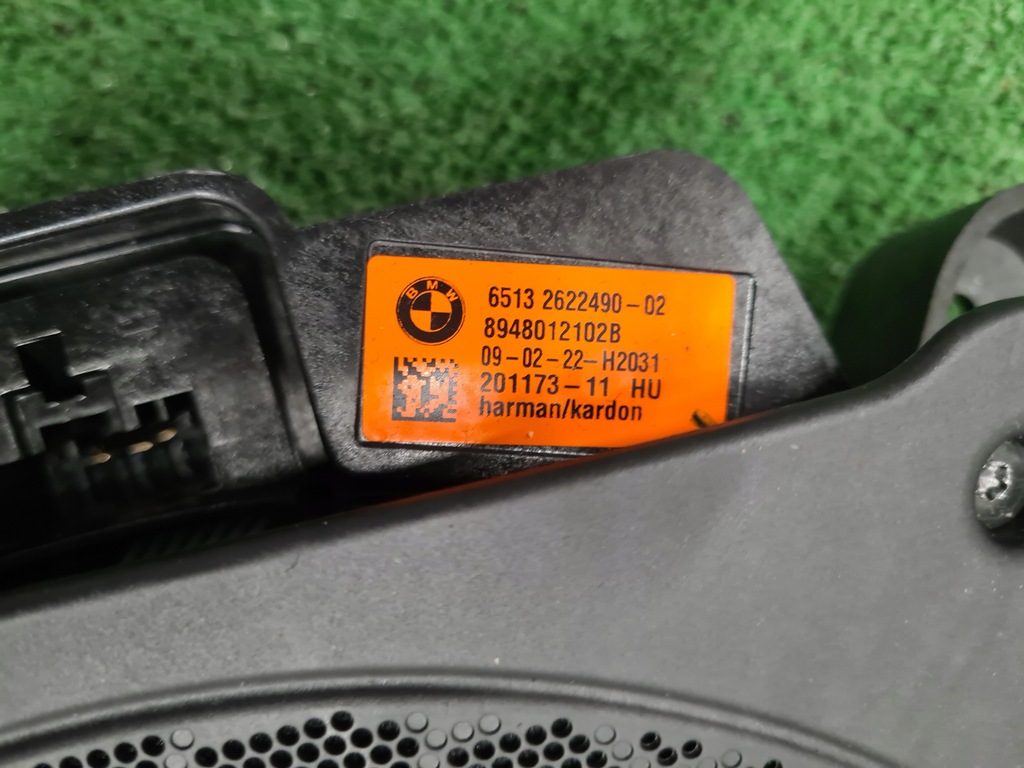 BMW
6513 2622490-02
8948012102B
09-02-22-H2031
201173-11 HU
harman/kardon